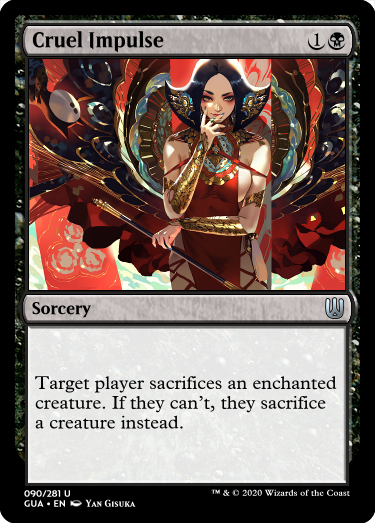 Cruel Impulse 1
Sorcery
Target player sacrifices an enchanted
creature. If they can't, they sacrifice
a creature instead.
090/281 U
GUA • EN Yan Gisuka
™ & © 2020 Wizards of the Coast